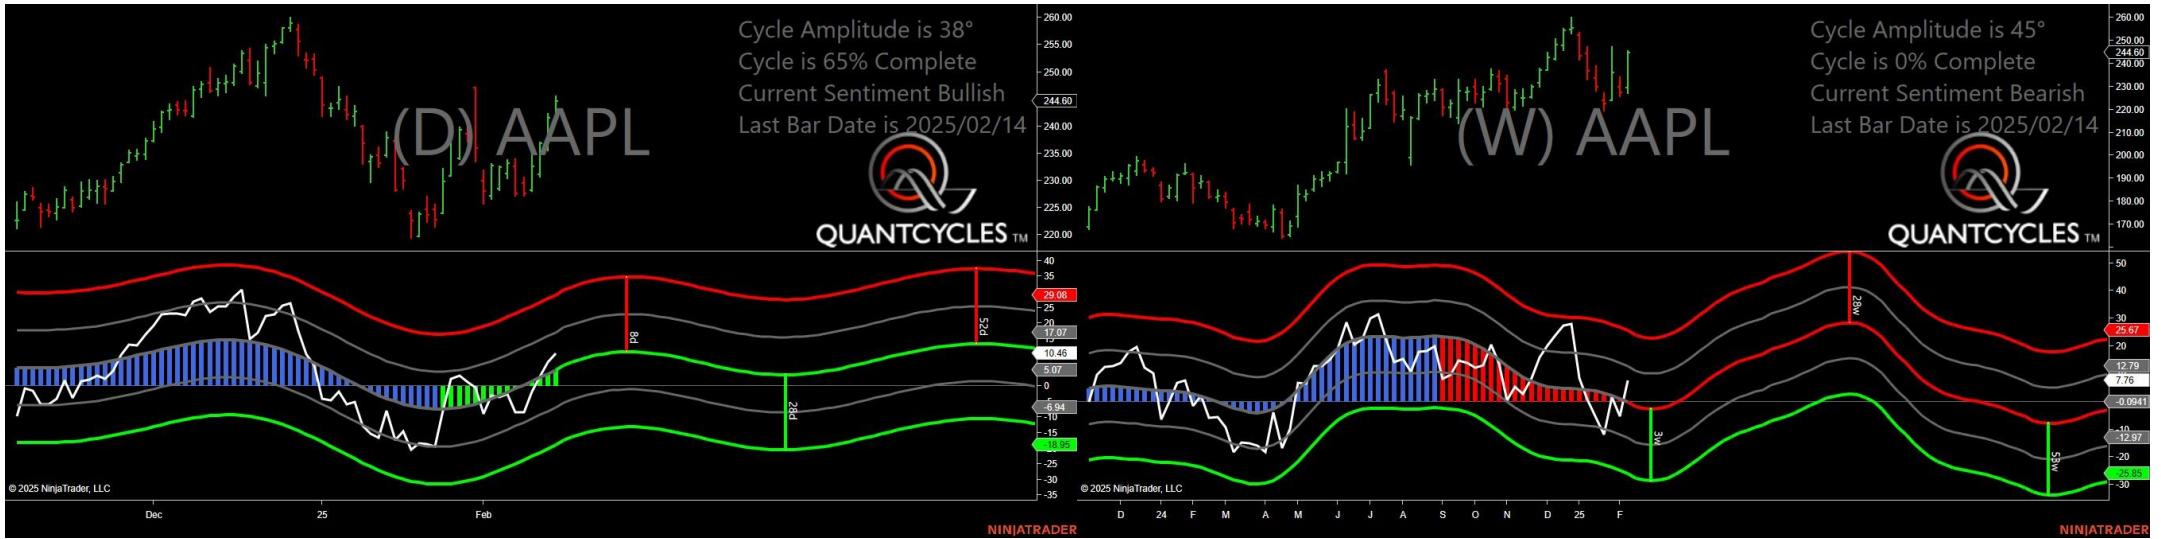 Cycle Amplitude is 38°
Cycle is 65% Complete
Current Sentiment Bullish
Last Bar Date is 2025/02/14
(D) AAPL
QUANTCYCLES TM
260.00
255.00
250.00
244.60
240.00
235.00
230.00
225.00
220.00
40
35
29.08
25
20
17.07
10.46
5.07
0
-6.94
-10
-15
-18.95
-25
-30
-35
8d
28d
52d
© 2025 NinjaTrader, LLC
Dec
25
Feb
NINJATRADER
Cycle Amplitude is 45°
Cycle is 0% Complete
Current Sentiment Bearish
Last Bar Date is 2025/02/14
(W) AAPL
QUANTCYCLES TM
260.00
250.00
244.60
240.00
230.00
220.00
210.00
200.00
190.00
180.00
170.00
50
40
30
25.67
20
12.79
7.76
-0.0941
-10
-12.97
-20
-25.85
-30
3w
28w
53w
© 2025 NinjaTrader, LLC
D
24
F
M
A
M
J
J
A
S
O
N
D
25
F
NINJATRADER